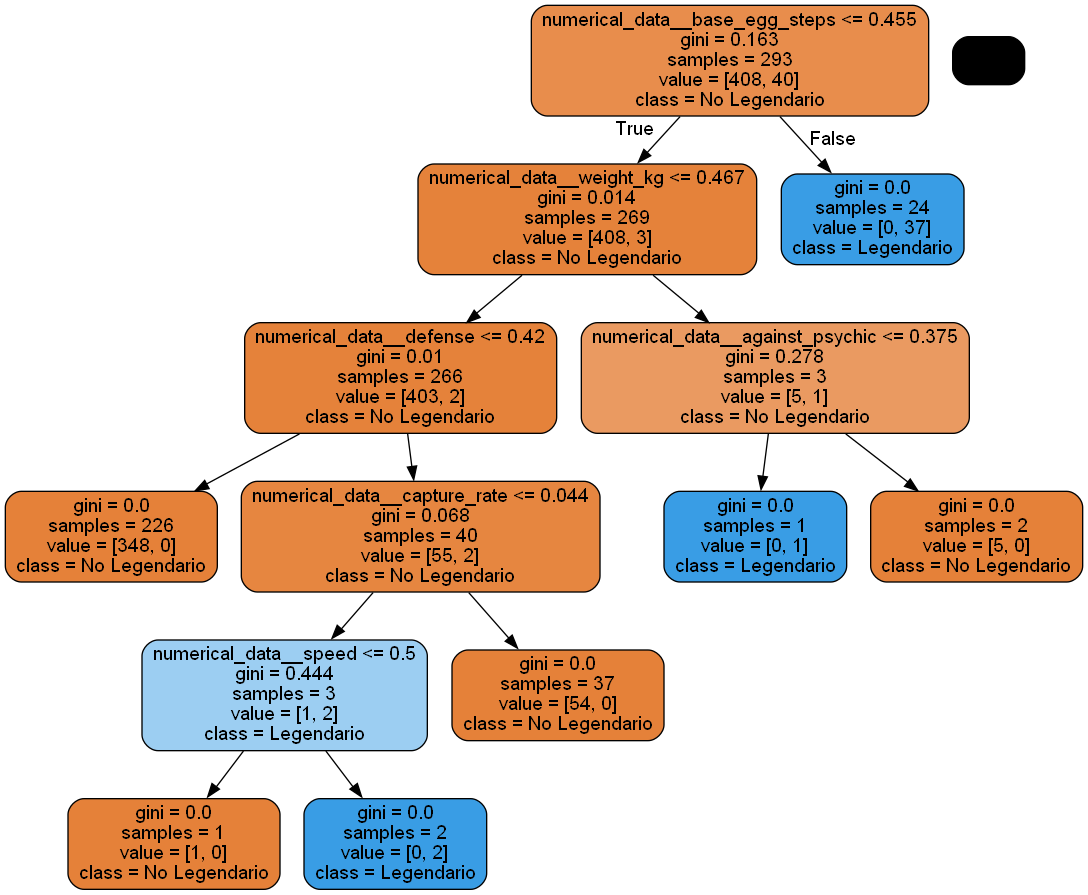 numerical_data__base_egg_steps <= 0.455
gini = 0.163
samples = 293
value = [408, 40]
class = No Legendario
True
False
numerical_data__weight_kg <= 0.467
gini = 0.014
samples = 269
value = [408, 3]
class = No Legendario
gini = 0.0
samples = 24
value = [0, 37]
class = Legendario
numerical_data__defense <= 0.42
gini = 0.01
samples = 266
value = [403, 2]
class = No Legendario
numerical_data__against_psychic <= 0.375
gini = 0.278
samples = 3
value = [5, 1]
class = No Legendario
gini = 0.0
samples = 226
value = [348, 0]
class = No Legendario
numerical_data__capture_rate <= 0.044
gini = 0.068
samples = 40
value = [55, 2]
class = No Legendario
gini = 0.0
samples = 1
value = [0, 1]
class = Legendario
gini = 0.0
samples = 2
value = [5, 0]
class = No Legendario
numerical_data__speed <= 0.5
gini = 0.444
samples = 3
value = [1, 2]
class = Legendario
gini = 0.0
samples = 37
value = [54, 0]
class = No Legendario
gini = 0.0
samples = 1
value = [1, 0]
class = No Legendario
gini = 0.0
samples = 2
value = [0, 2]
class = Legendario